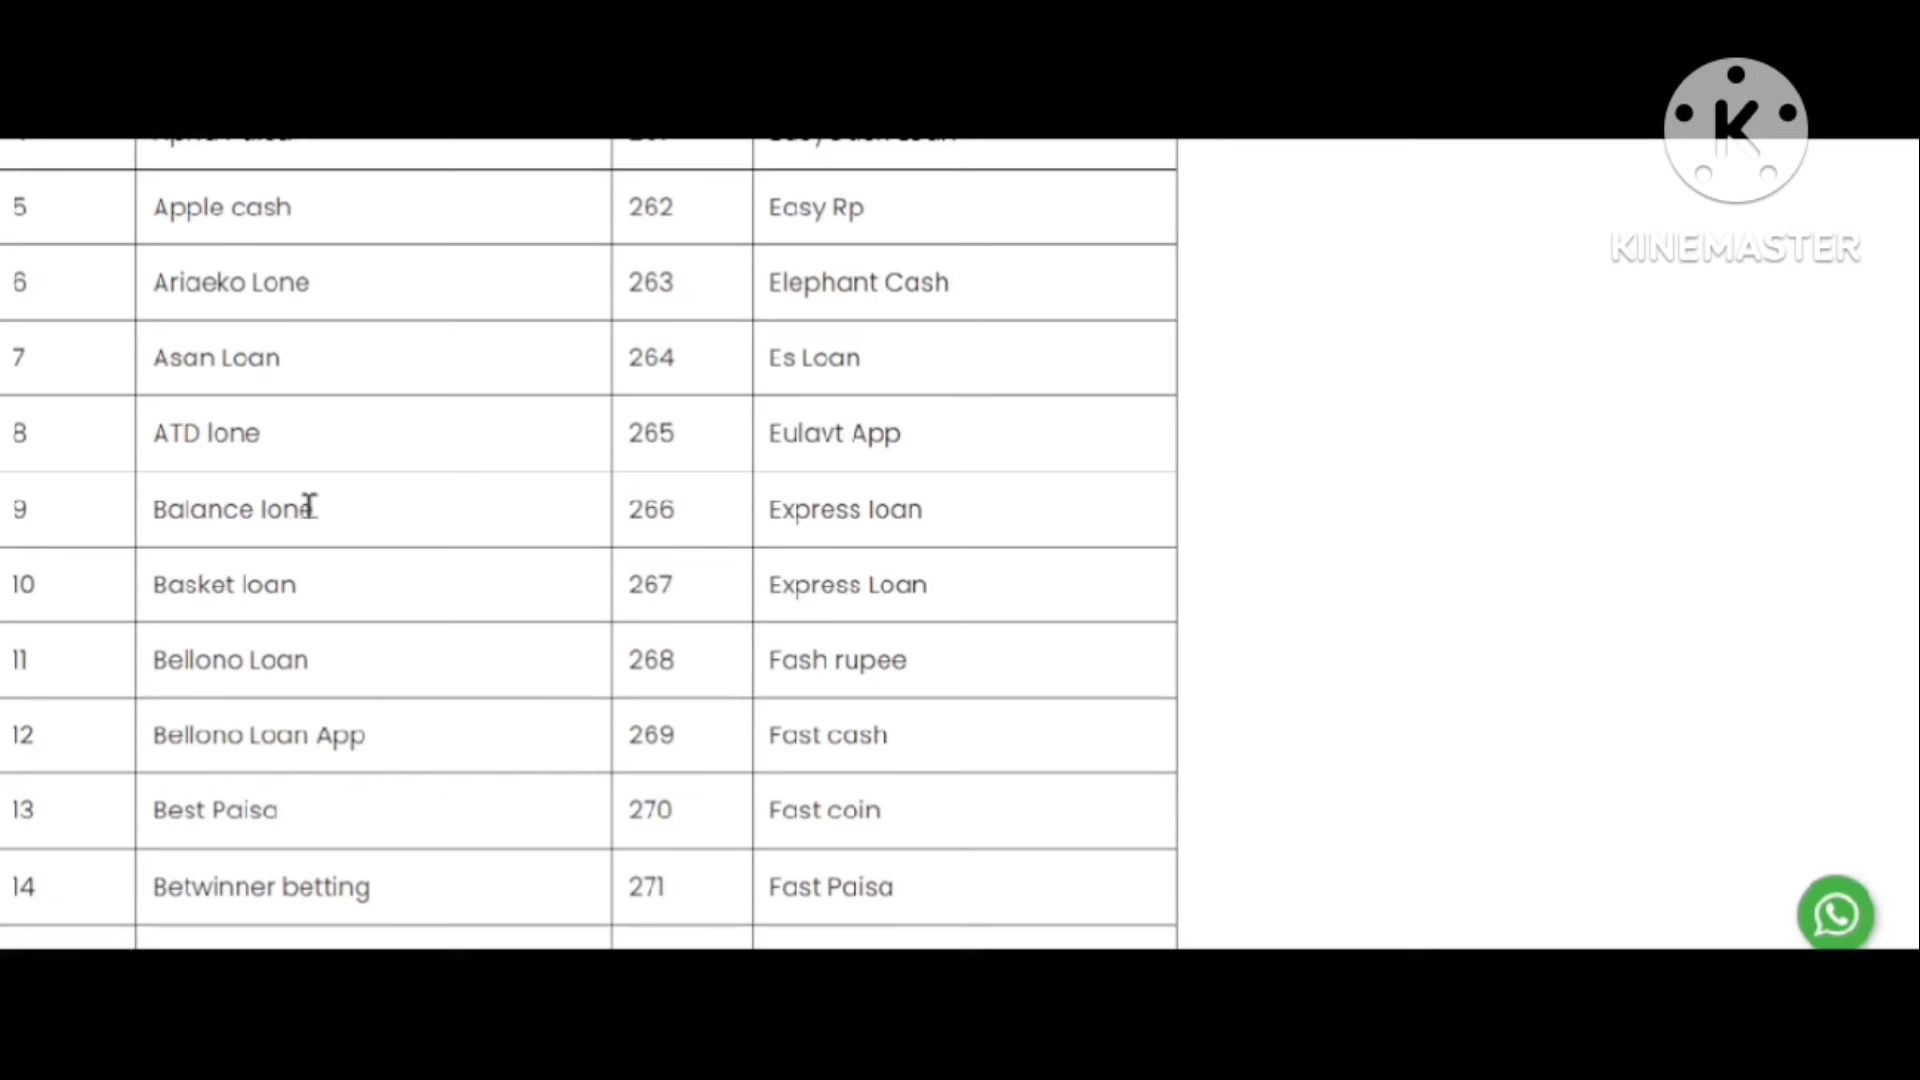 5 Apple cash 262 Easy Rp
6 Ariaeko Lone 263 Elephant Cash
7 Asan Loan 264 Es Loan
8 ATD lone 265 Eulavt App
9 Balance lone 266 Express loan
10 Basket loan 267 Express Loan
11 Bellono Loan 268 Fash rupee
12 Bellono Loan App 269 Fast cash
13 Best Paisa 270 Fast coin
14 Betwinner betting 271 Fast Paisa
K
KINEMASTER